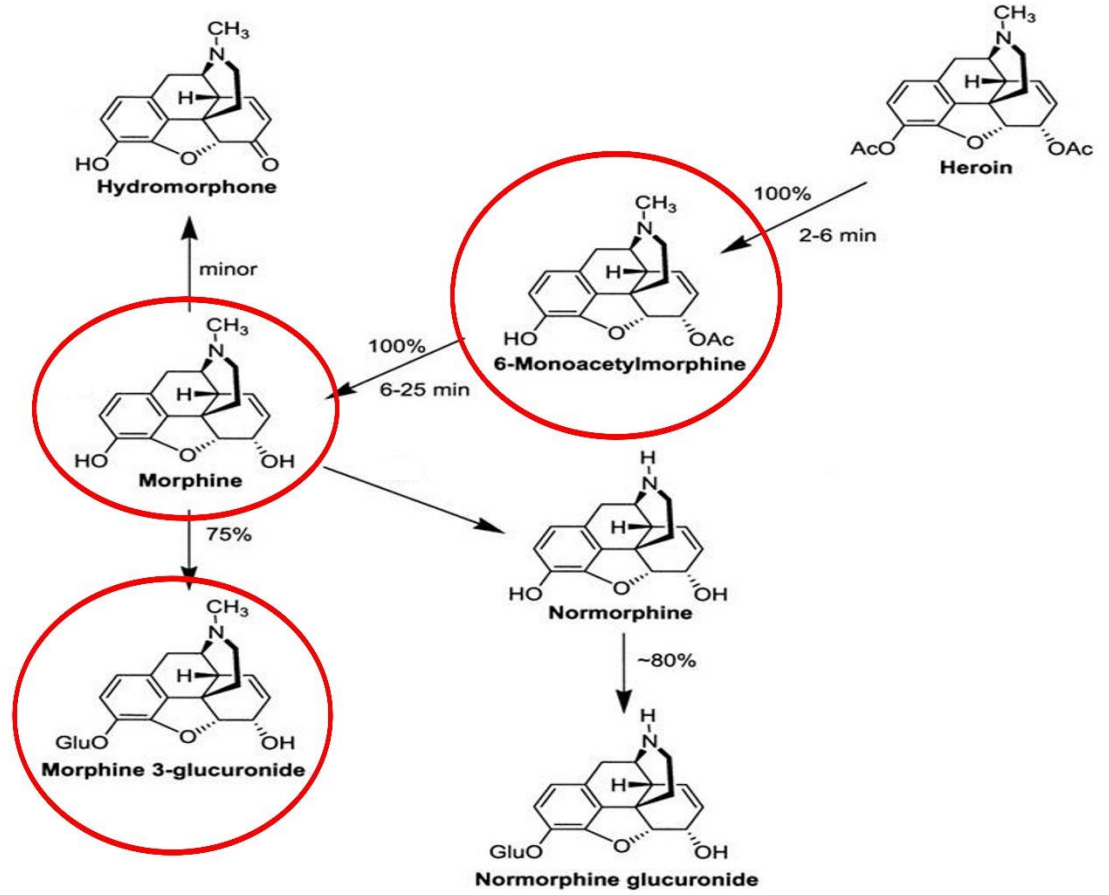 CH3
N
H
HO
O
O
Hydromorphone
CH3
N
H
AcO
O
OAc
Heroin
100%
2-6 min
CH3
N
H
HO
O
OAc
6-Monoacetylmorphine
minor
100%
6-25 min
CH3
N
H
HO
O
OH
Morphine
75%
H
N
H
HO
O
OH
Normorphine
~80%
CH3
N
H
GluO
O
OH
Morphine 3-glucuronide
H
N
H
GluO
O
OH
Normorphine glucuronide